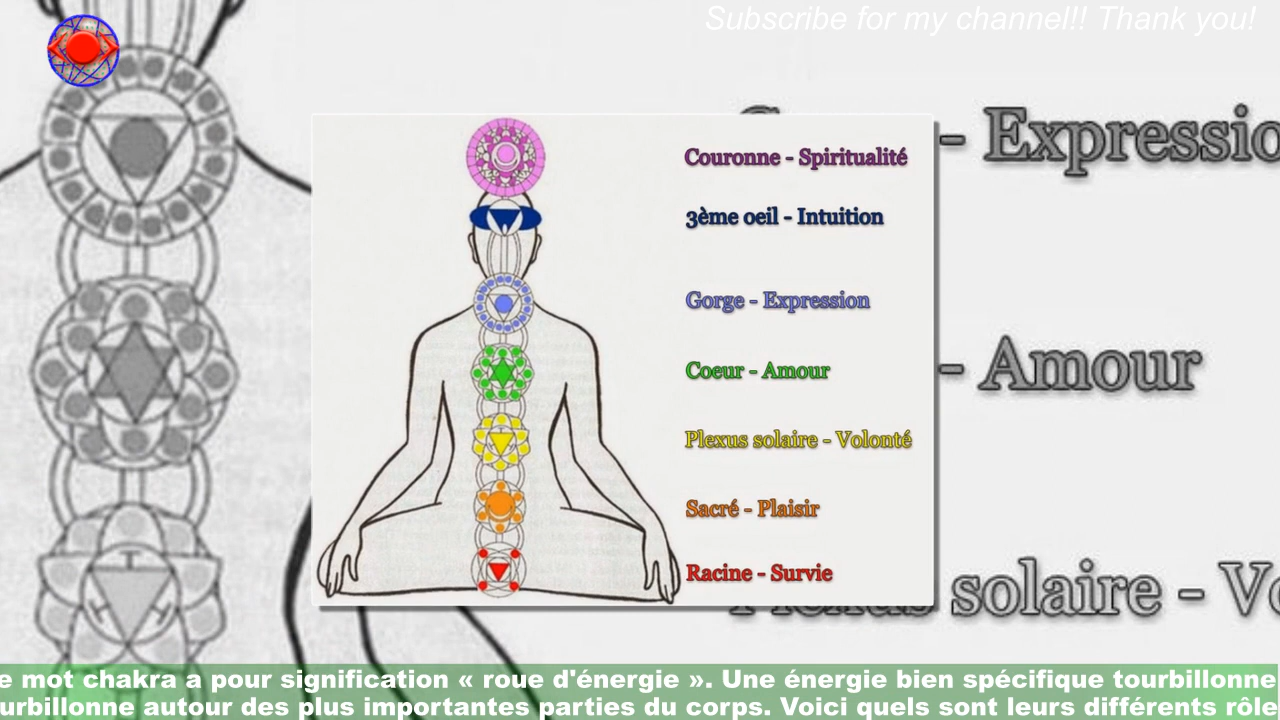 Subscribe for my channel!! Thank you!
Couronne - Spiritualité
3ème oeil - Intuition
Gorge - Expression
Coeur - Amour
Plexus solaire - Volonté
Sacré - Plaisir
Racine - Survie
- Expressio
- Amour
solaire - Vo
e mot chakra a pour signification « roue d'énergie ». Une énergie bien spécifique tourbillonne
urbillonne autour des plus importantes parties du corps. Voici quels sont leurs différents rôle